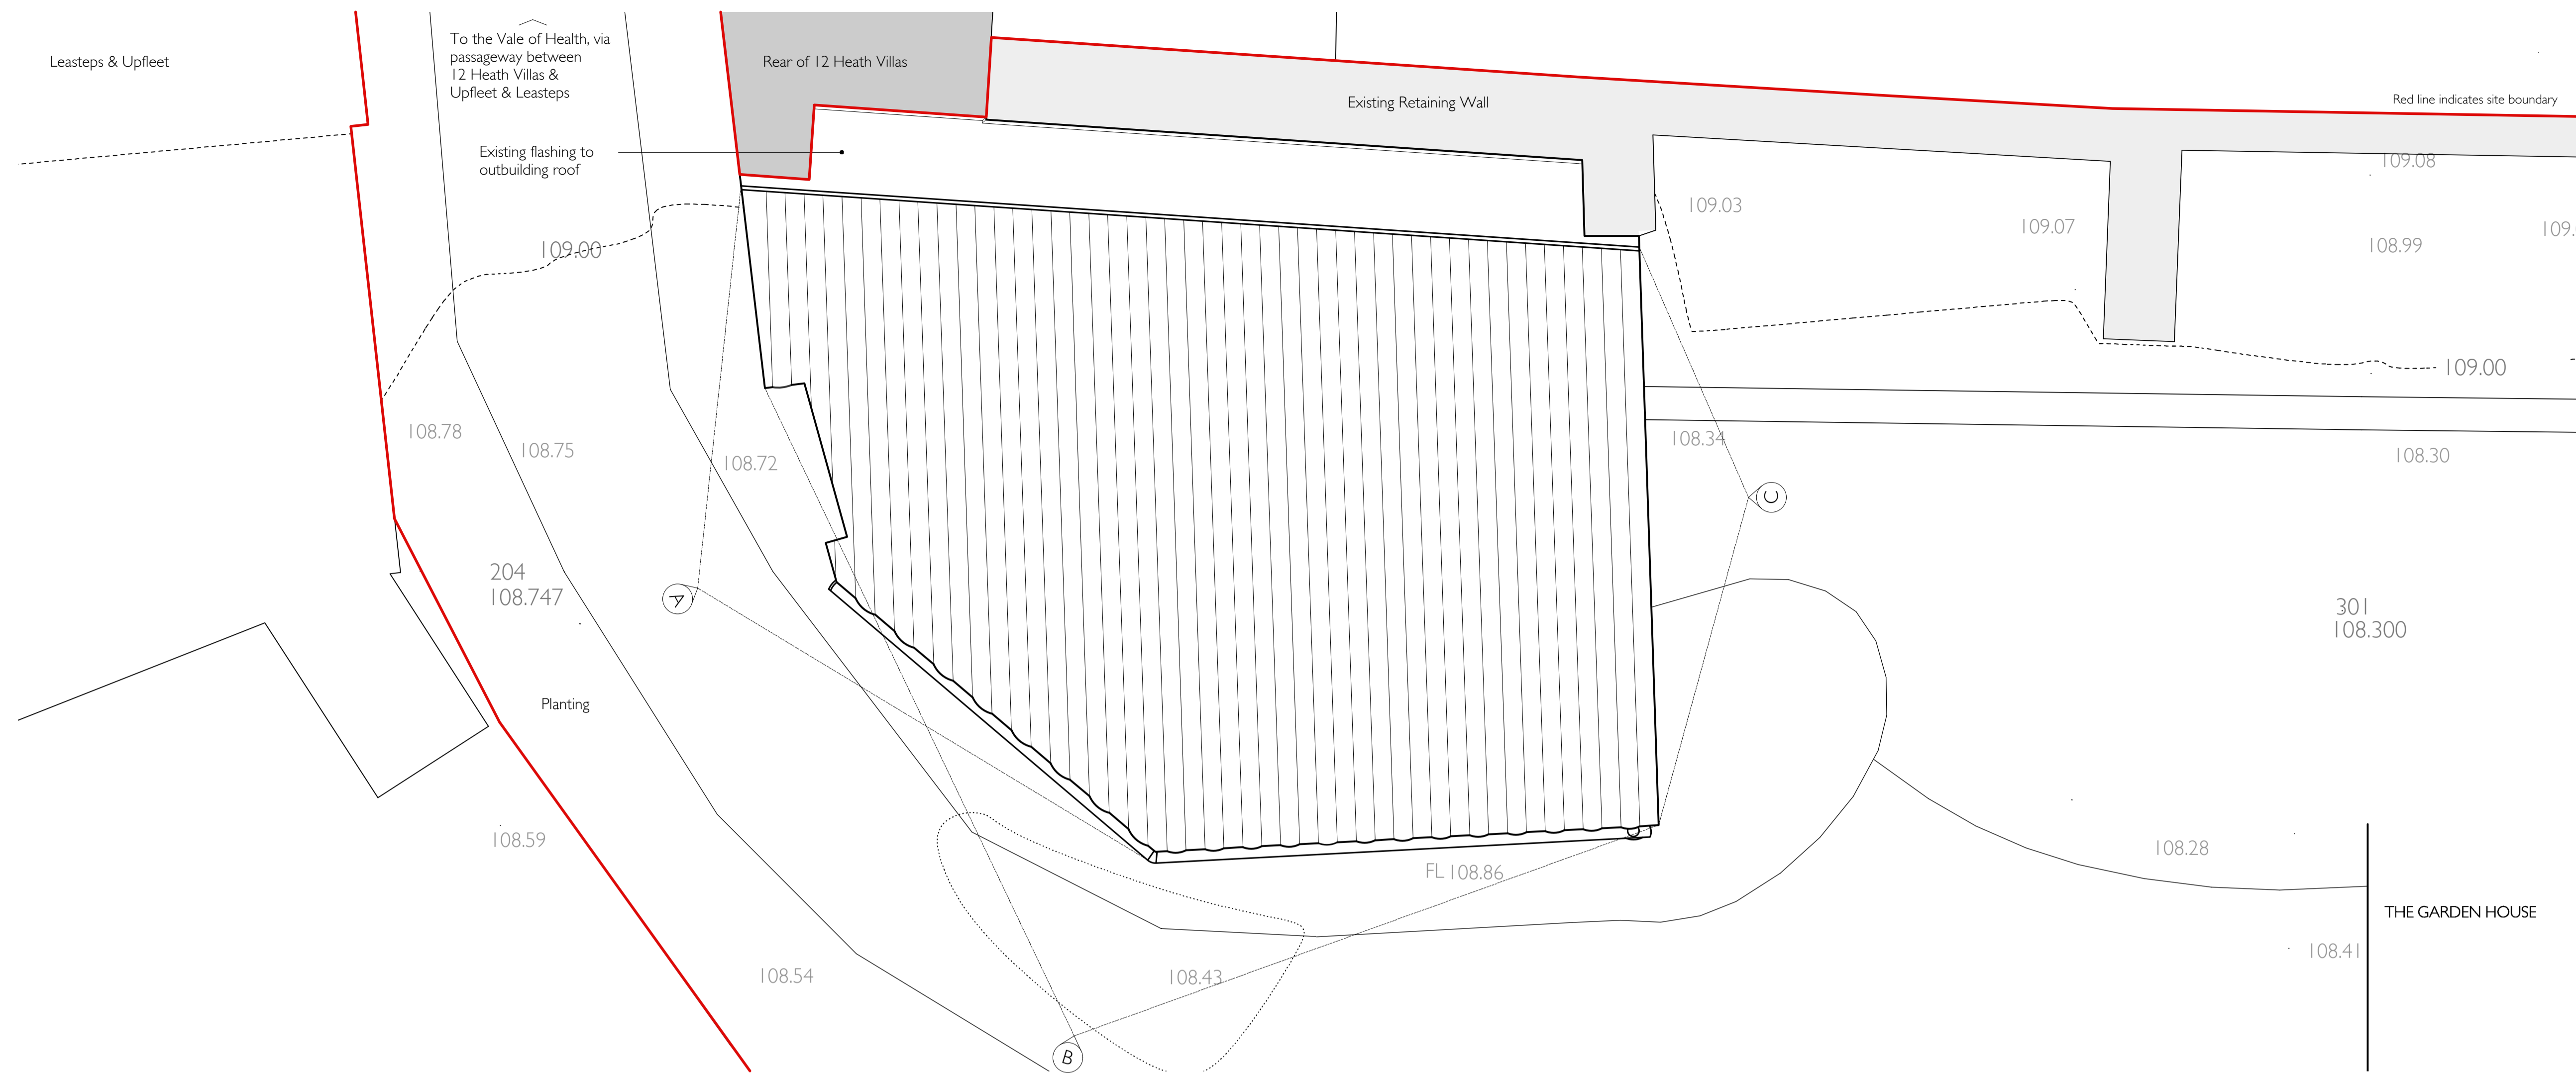 To the Vale of Health, via
passageway between
12 Heath Villas &
Upfleet & Leasteps
Leasteps & Upfleet
Rear of 12 Heath Villas
Existing Retaining Wall
Red line indicates site boundary
Existing flashing to
outbuilding roof
109.08
109.03
109.07
108.99
109.
109.00
109.00
108.78
108.75
108.72
108.34
108.30
C
204
108.747
A
301
108.300
Planting
108.59
108.28
FL 108.86
THE GARDEN HOUSE
108.41
108.54
108.43
B